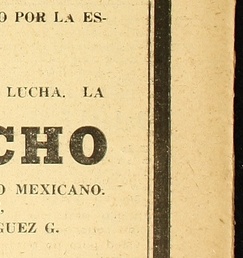 O POR LA ES-
LUCHA. LA
CHO
O MEXICANO.
,
GUEZ G.